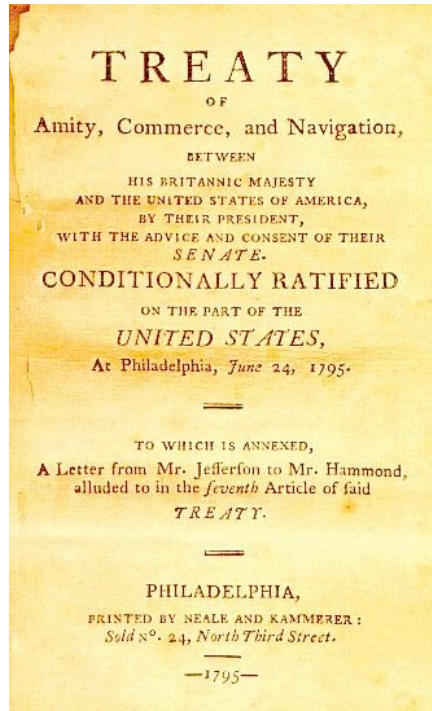 TREATY
OF
Amity, Commerce, and Navigation,
BETWEEN
HIS BRITANNIC MAJESTY
AND THE UNITED STATES OF AMERICA,
BY THEIR PRESIDENT,
WITH THE ADVICE AND CONSENT OF THEIR
SENATE.
CONDITIONALLY RATIFIED
ON THE PART OF THE
UNITED STATES,
At Philadelphia, June 24, 1795.
TO WHICH IS ANNEXED,
A Letter from Mr. Jefferſon to Mr. Hammond,
alluded to in the ſeventh Article of ſaid
TREATY.
PHILADELPHIA,
PRINTED BY NEALE AND KAMMERER:
Sold No. 24, North Third Street.
—1795—